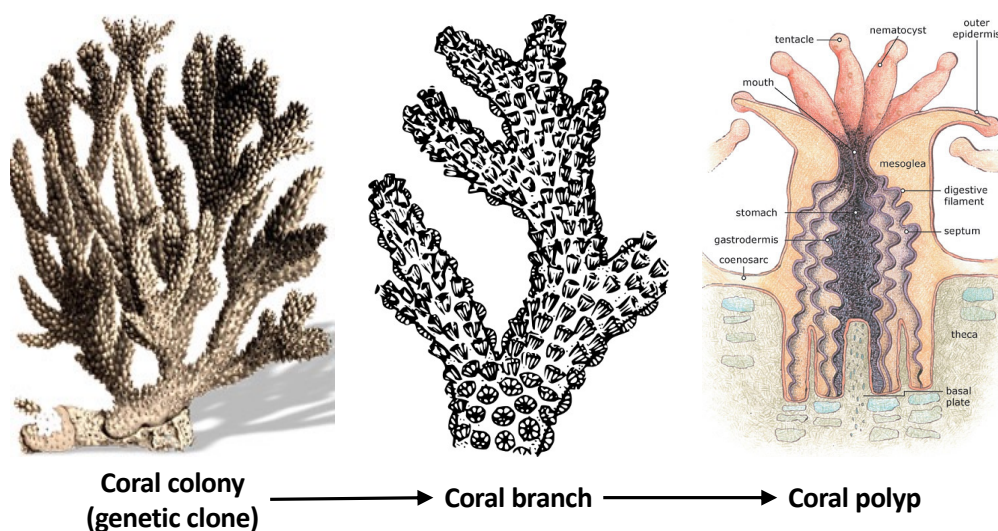 tentacle
nematocyst
outer
epidermis
mouth
mesoglea
digestive
filament
stomach
septum
gastrodermis
coenosarc
theca
basal
plate
Coral colony
(genetic clone)
Coral branch
Coral polyp